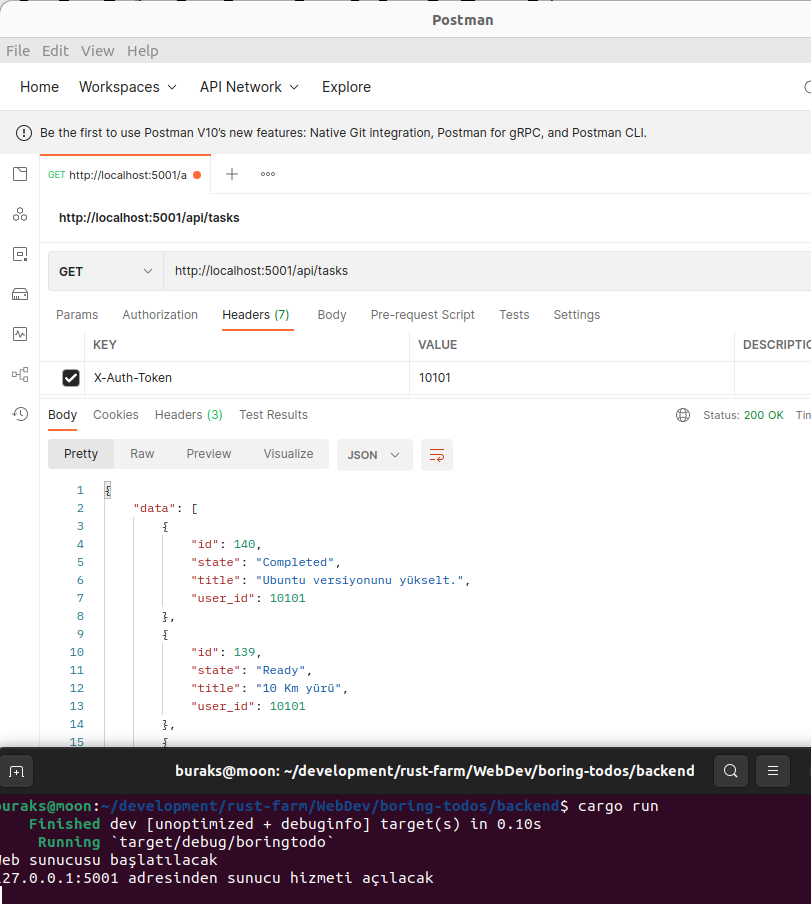 Postman
File Edit View Help
Home Workspaces API Network Explore
Be the first to use Postman V10's new features: Native Git integration, Postman for gRPC, and Postman CLI.
GET http://localhost:5001/a
http://localhost:5001/api/tasks
GET http://localhost:5001/api/tasks
Params Authorization Headers (7) Body Pre-request Script Tests Settings
KEY VALUE DESCRIPTIO
X-Auth-Token 10101
Body Cookies Headers (3) Test Results Status: 200 OK Tim
Pretty Raw Preview Visualize JSON
1 {
2 "data": [
3 {
4 "id": 140,
5 "state": "Completed",
6 "title": "Ubuntu versiyonunu yükselt.",
7 "user_id": 10101
8 },
9 {
10 "id": 139,
11 "state": "Ready",
12 "title": "10 Km yürü",
13 "user_id": 10101
14 },
15 {
buraks@moon: ~/development/rust-farm/WebDev/boring-todos/backend
buraks@moon:~/development/rust-farm/WebDev/boring-todos/backend$ cargo run
Finished dev [unoptimized + debuginfo] target(s) in 0.10s
Running `target/debug/boringtodo`
Web sunucusu başlatılacak
127.0.0.1:5001 adresinden sunucu hizmeti açılacak